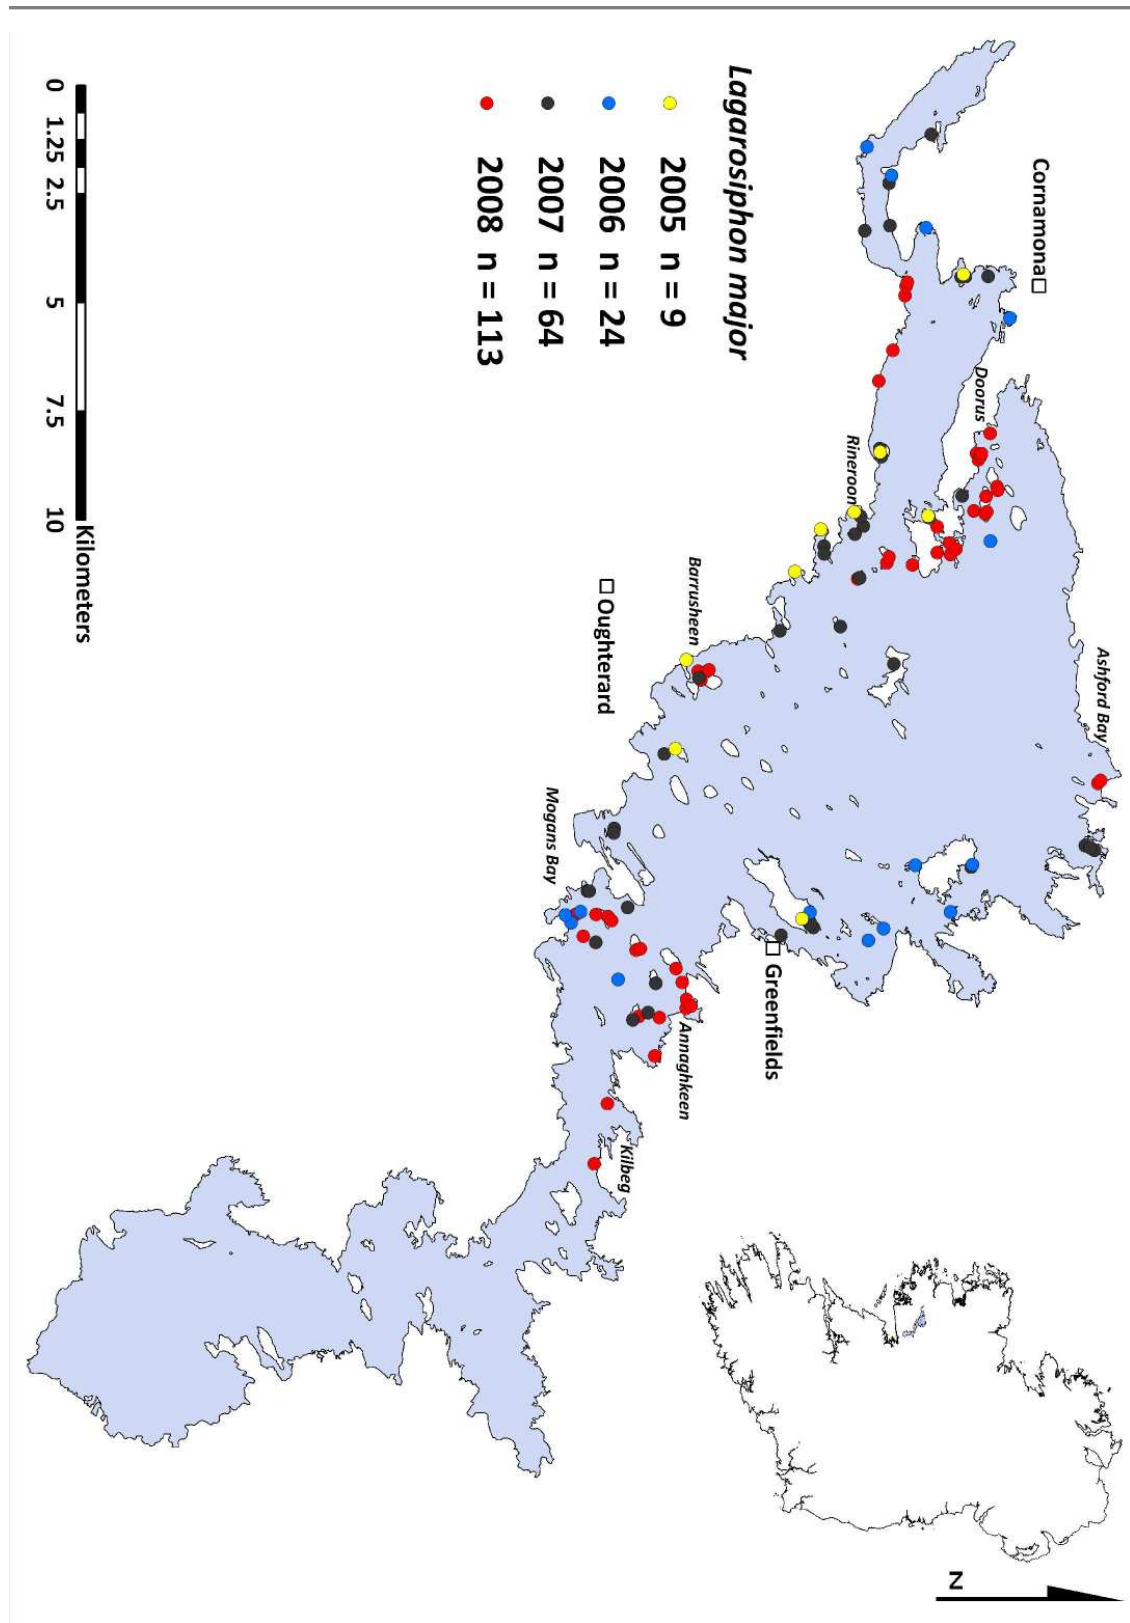 Lagarosiphon major
2005 n = 9
2006 n = 24
2007 n = 64
2008 n = 113
0 1.25 2.5 5 7.5 10
Kilometers
Cornamona
Doorus
Ashford Bay
Rineroon
Barrusheen
Oughterard
Greenfields
Mogans Bay
Annaghkeen
Kilbeg
N